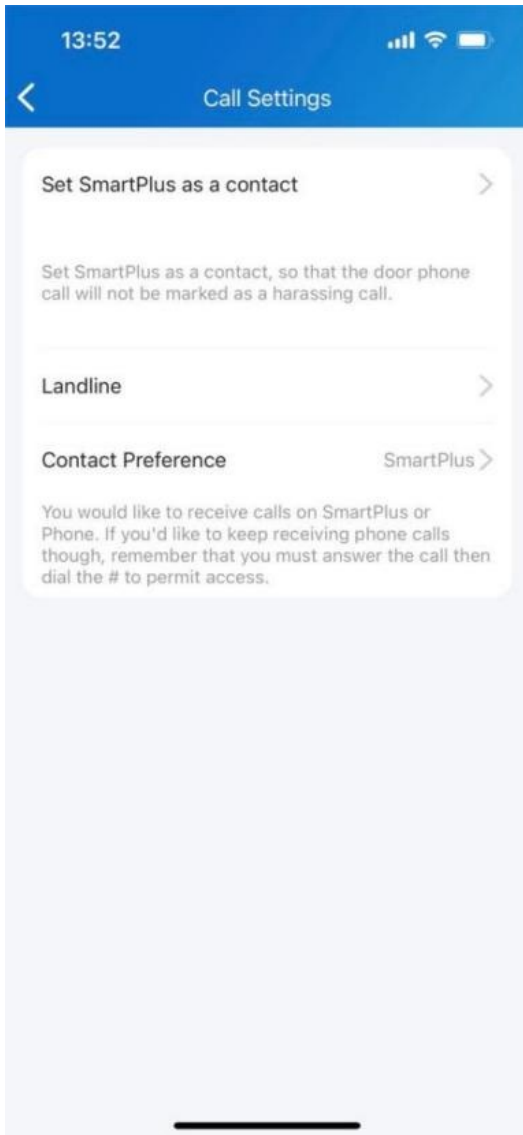 13:52
Call Settings
Set SmartPlus as a contact
Set SmartPlus as a contact, so that the door phone
call will not be marked as a harassing call.
Landline
Contact Preference SmartPlus
You would like to receive calls on SmartPlus or
Phone. If you'd like to keep receiving phone calls
though, remember that you must answer the call then
dial the # to permit access.